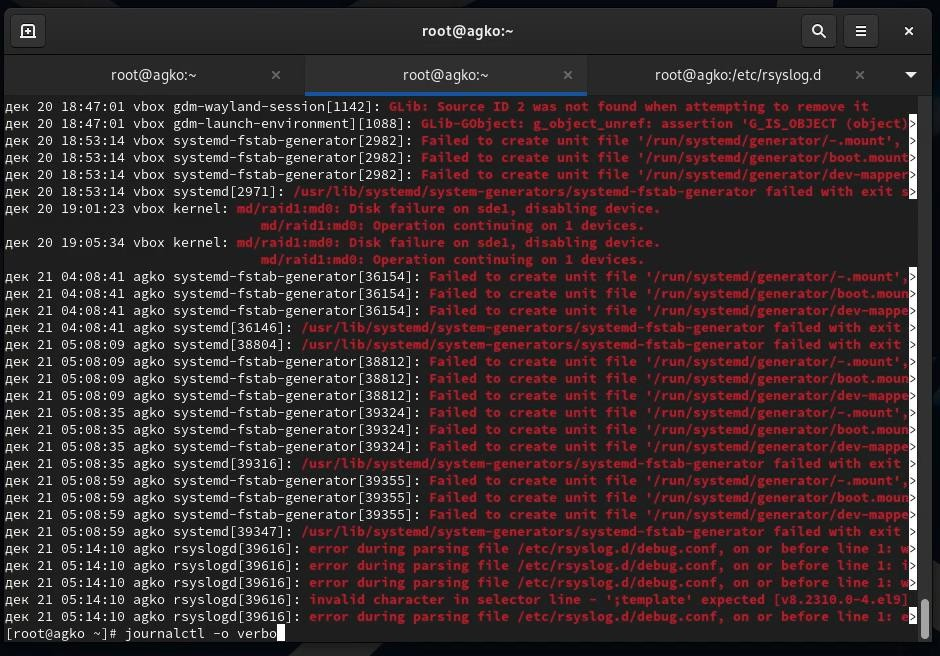 root@agko:~
root@agko:~ × root@agko:~ × root@agko:/etc/rsyslog.d ×
дек 20 18:47:01 vbox gdm-wayland-session[1142]: GLib: Source ID 2 was not found when attempting to remove it
дек 20 18:47:01 vbox gdm-launch-environment][1088]: GLib-GObject: g_object_unref: assertion 'G_IS_OBJECT (object)>
дек 20 18:53:14 vbox systemd-fstab-generator[2982]: Failed to create unit file '/run/systemd/generator/-.mount', >
дек 20 18:53:14 vbox systemd-fstab-generator[2982]: Failed to create unit file '/run/systemd/generator/boot.mount>
дек 20 18:53:14 vbox systemd-fstab-generator[2982]: Failed to create unit file '/run/systemd/generator/dev-mapper>
дек 20 18:53:14 vbox systemd[2971]: /usr/lib/systemd/system-generators/systemd-fstab-generator failed with exit s>
дек 20 19:01:23 vbox kernel: md/raid1:md0: Disk failure on sde1, disabling device.
md/raid1:md0: Operation continuing on 1 devices.
дек 20 19:05:34 vbox kernel: md/raid1:md0: Disk failure on sde1, disabling device.
md/raid1:md0: Operation continuing on 1 devices.
дек 21 04:08:41 agko systemd-fstab-generator[36154]: Failed to create unit file '/run/systemd/generator/-.mount',>
дек 21 04:08:41 agko systemd-fstab-generator[36154]: Failed to create unit file '/run/systemd/generator/boot.moun>
дек 21 04:08:41 agko systemd-fstab-generator[36154]: Failed to create unit file '/run/systemd/generator/dev-mappe>
дек 21 04:08:41 agko systemd[36146]: /usr/lib/systemd/system-generators/systemd-fstab-generator failed with exit >
дек 21 05:08:09 agko systemd[38804]: /usr/lib/systemd/system-generators/systemd-fstab-generator failed with exit >
дек 21 05:08:09 agko systemd-fstab-generator[38812]: Failed to create unit file '/run/systemd/generator/-.mount',>
дек 21 05:08:09 agko systemd-fstab-generator[38812]: Failed to create unit file '/run/systemd/generator/boot.moun>
дек 21 05:08:09 agko systemd-fstab-generator[38812]: Failed to create unit file '/run/systemd/generator/dev-mappe>
дек 21 05:08:35 agko systemd-fstab-generator[39324]: Failed to create unit file '/run/systemd/generator/-.mount',>
дек 21 05:08:35 agko systemd-fstab-generator[39324]: Failed to create unit file '/run/systemd/generator/boot.moun>
дек 21 05:08:35 agko systemd-fstab-generator[39324]: Failed to create unit file '/run/systemd/generator/dev-mappe>
дек 21 05:08:35 agko systemd[39316]: /usr/lib/systemd/system-generators/systemd-fstab-generator failed with exit >
дек 21 05:08:59 agko systemd-fstab-generator[39355]: Failed to create unit file '/run/systemd/generator/-.mount',>
дек 21 05:08:59 agko systemd-fstab-generator[39355]: Failed to create unit file '/run/systemd/generator/boot.moun>
дек 21 05:08:59 agko systemd-fstab-generator[39355]: Failed to create unit file '/run/systemd/generator/dev-mappe>
дек 21 05:08:59 agko systemd[39347]: /usr/lib/systemd/system-generators/systemd-fstab-generator failed with exit >
дек 21 05:14:10 agko rsyslogd[39616]: error during parsing file /etc/rsyslog.d/debug.conf, on or before line 1: w>
дек 21 05:14:10 agko rsyslogd[39616]: error during parsing file /etc/rsyslog.d/debug.conf, on or before line 1: i>
дек 21 05:14:10 agko rsyslogd[39616]: error during parsing file /etc/rsyslog.d/debug.conf, on or before line 1: w>
дек 21 05:14:10 agko rsyslogd[39616]: invalid character in selector line - ';template' expected [v8.2310.0-4.el9]>
дек 21 05:14:10 agko rsyslogd[39616]: error during parsing file /etc/rsyslog.d/debug.conf, on or before line 1: e>
[root@agko ~]# journalctl -o verbo